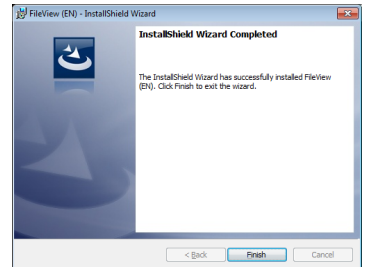 FileView (EN) - InstallShield Wizard
InstallShield Wizard Completed
The InstallShield Wizard has successfully installed FileView
(EN). Click Finish to exit the wizard.
< Back
Finish
Cancel